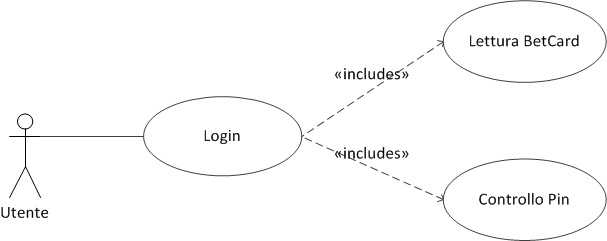 Lettura BetCard
«includes»
Login
«includes»
Controllo Pin
Utente